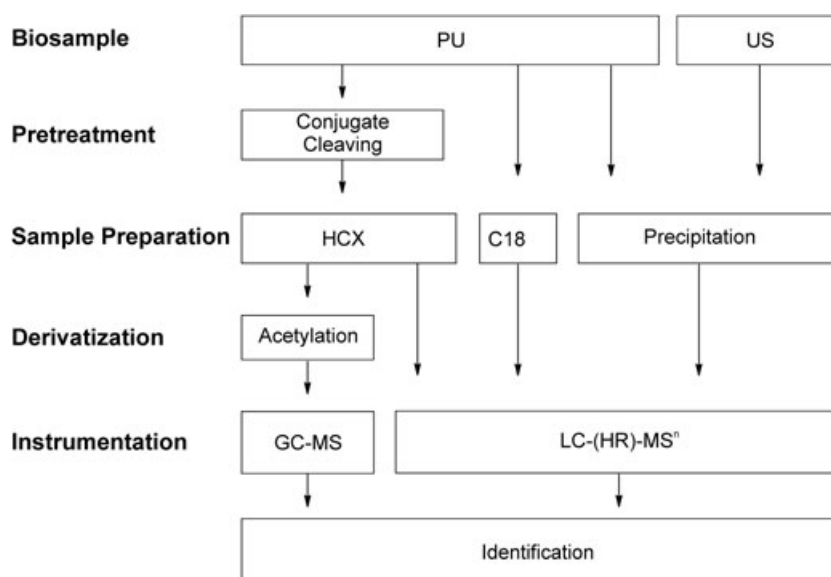 Biosample
PU
US
Pretreatment
Conjugate
Cleaving
Sample Preparation
HCX
C18
Precipitation
Derivatization
Acetylation
Instrumentation
GC-MS
LC-(HR)-MSⁿ
Identification